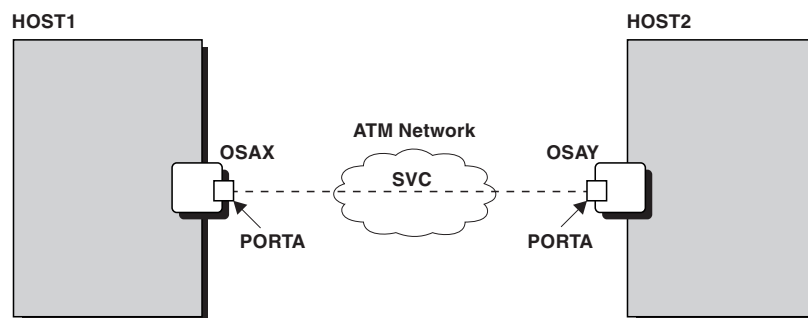 HOST1
HOST2
ATM Network
OSAX
OSAY
SVC
PORTA
PORTA